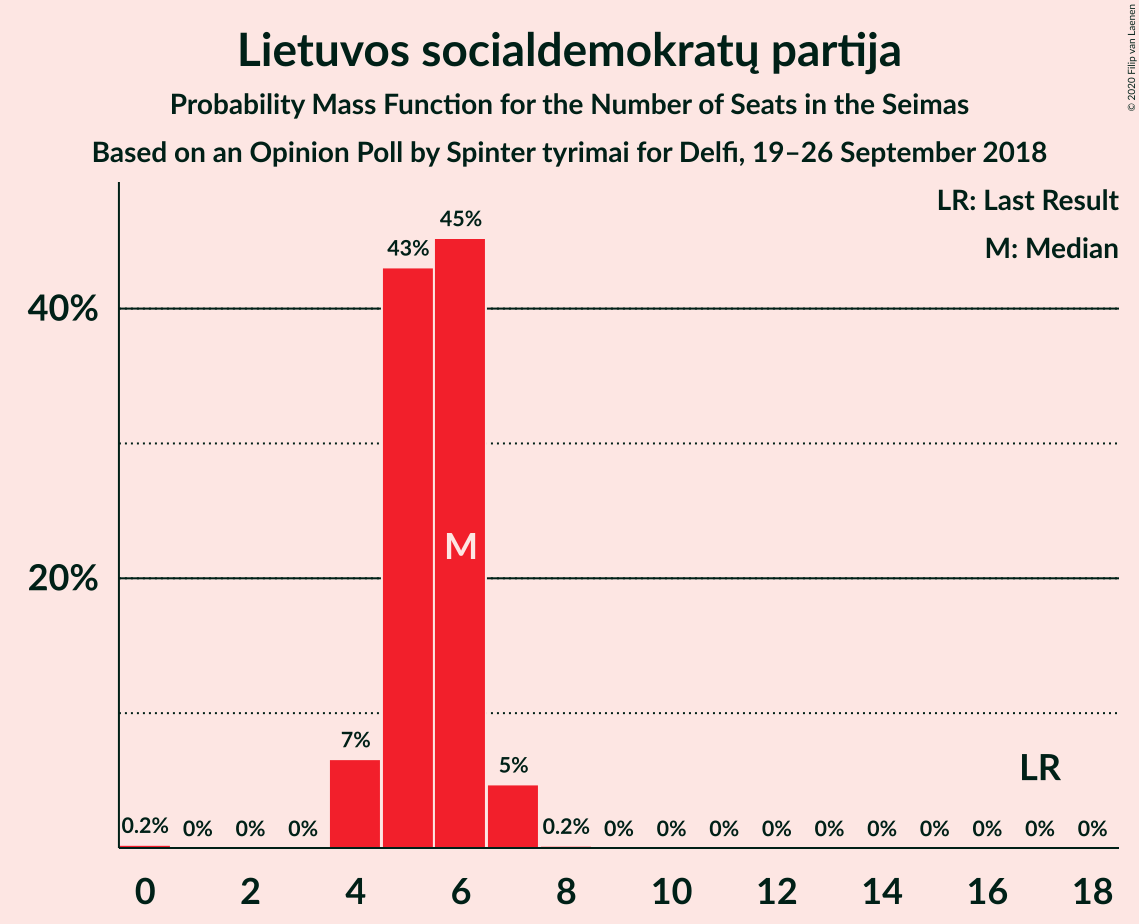 Lietuvos socialdemokratų partija
Probability Mass Function for the Number of Seats in the Seimas
Based on an Opinion Poll by Spinter tyrimai for Delfi, 19–26 September 2018
© 2020 Filip van Laenen
LR: Last Result
M: Median
40%
20%
0.2% 0% 0% 0% 7% 43% 45% 5% 0.2% 0% 0% 0% 0% 0% 0% 0% 0% 0% 0%
M
LR
0 2 4 6 8 10 12 14 16 18